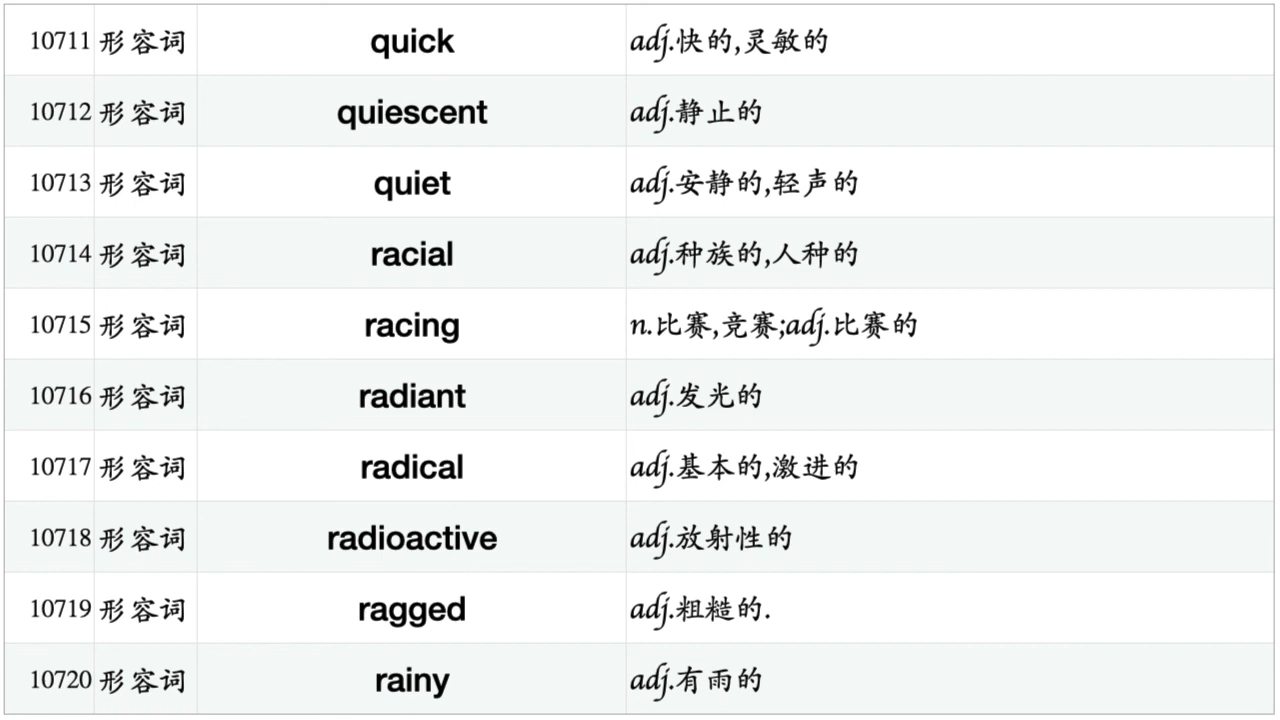 10711 形容词 quick adj.快的,灵敏的
10712 形容词 quiescent adj.静止的
10713 形容词 quiet adj.安静的,轻声的
10714 形容词 racial adj.种族的,人种的
10715 形容词 racing n.比赛,竞赛;adj.比赛的
10716 形容词 radiant adj.发光的
10717 形容词 radical adj.基本的,激进的
10718 形容词 radioactive adj.放射性的
10719 形容词 ragged adj.粗糙的.
10720 形容词 rainy adj.有雨的